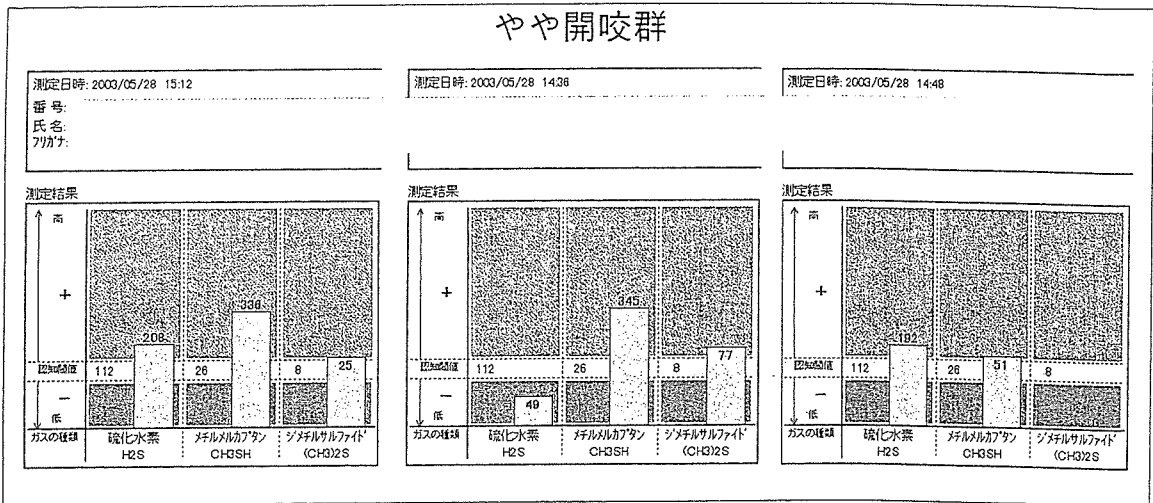 やや開咬群
測定日時: 2003/05/28 15:12
番号:
氏名:
フリガナ:
測定結果
高
+
認知閾値 112 26 8
208 336 25
−
低
ガスの種類 硫化水素 メチルメルカプタン ジメチルサルファイド
H2S CH3SH (CH3)2S
測定日時: 2003/05/28 14:36
測定結果
高
+
認知閾値 112 26 8
49 345 77
−
低
ガスの種類 硫化水素 メチルメルカプタン ジメチルサルファイド
H2S CH3SH (CH3)2S
測定日時: 2003/05/28 14:48
測定結果
高
+
認知閾値 112 26 8
192 51
−
低
ガスの種類 硫化水素 メチルメルカプタン ジメチルサルファイド
H2S CH3SH (CH3)2S